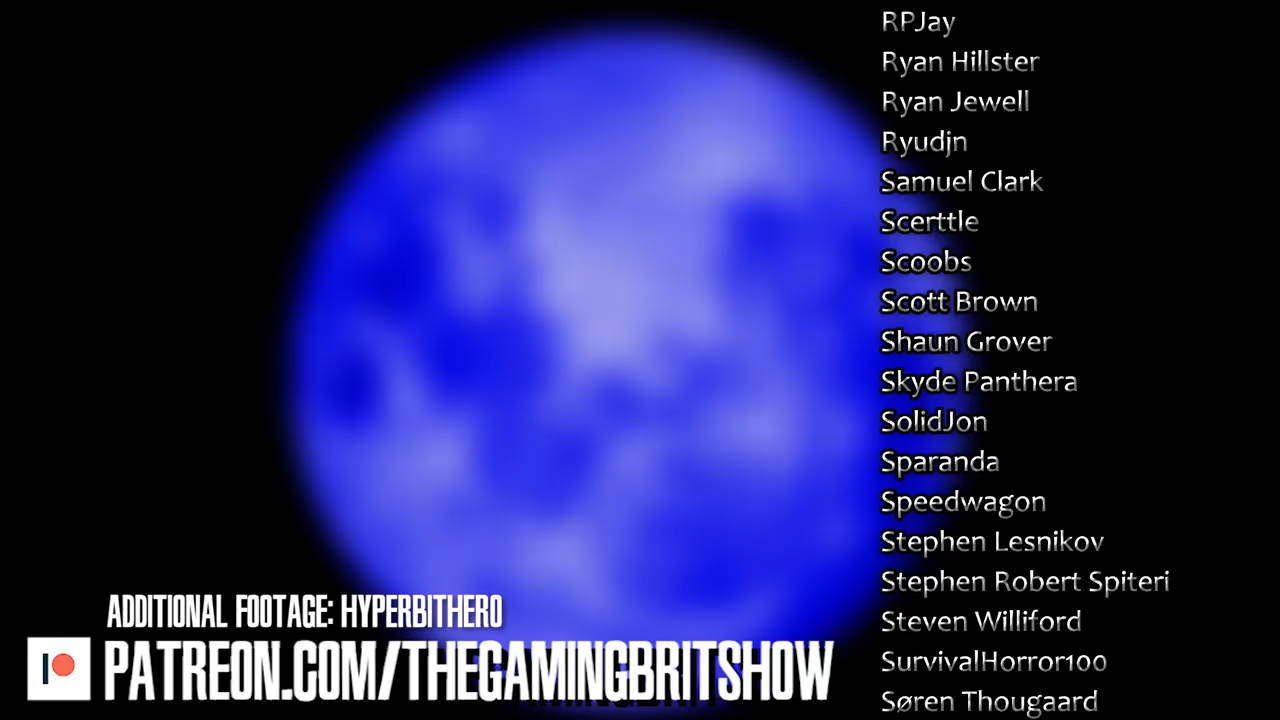 RPJay
Ryan Hillster
Ryan Jewell
Ryudjn
Samuel Clark
Scerttle
Scoobs
Scott Brown
Shaun Grover
Skyde Panthera
SolidJon
Sparanda
Speedwagon
Stephen Lesnikov
Stephen Robert Spiteri
Steven Williford
SurvivalHorror100
Søren Thougaard
ADDITIONAL FOOTAGE: HYPERBITHERO
PATREON.COM/THEGAMINGBRITSHOW